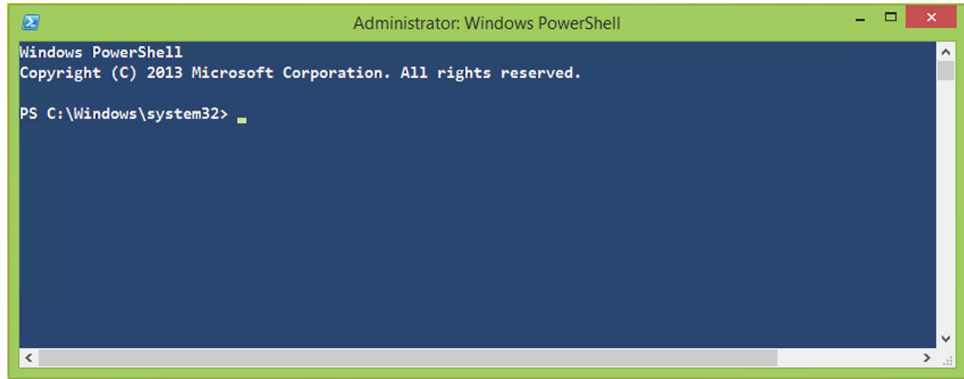 Administrator: Windows PowerShell
Windows PowerShell
Copyright (C) 2013 Microsoft Corporation. All rights reserved.
PS C:\Windows\system32>